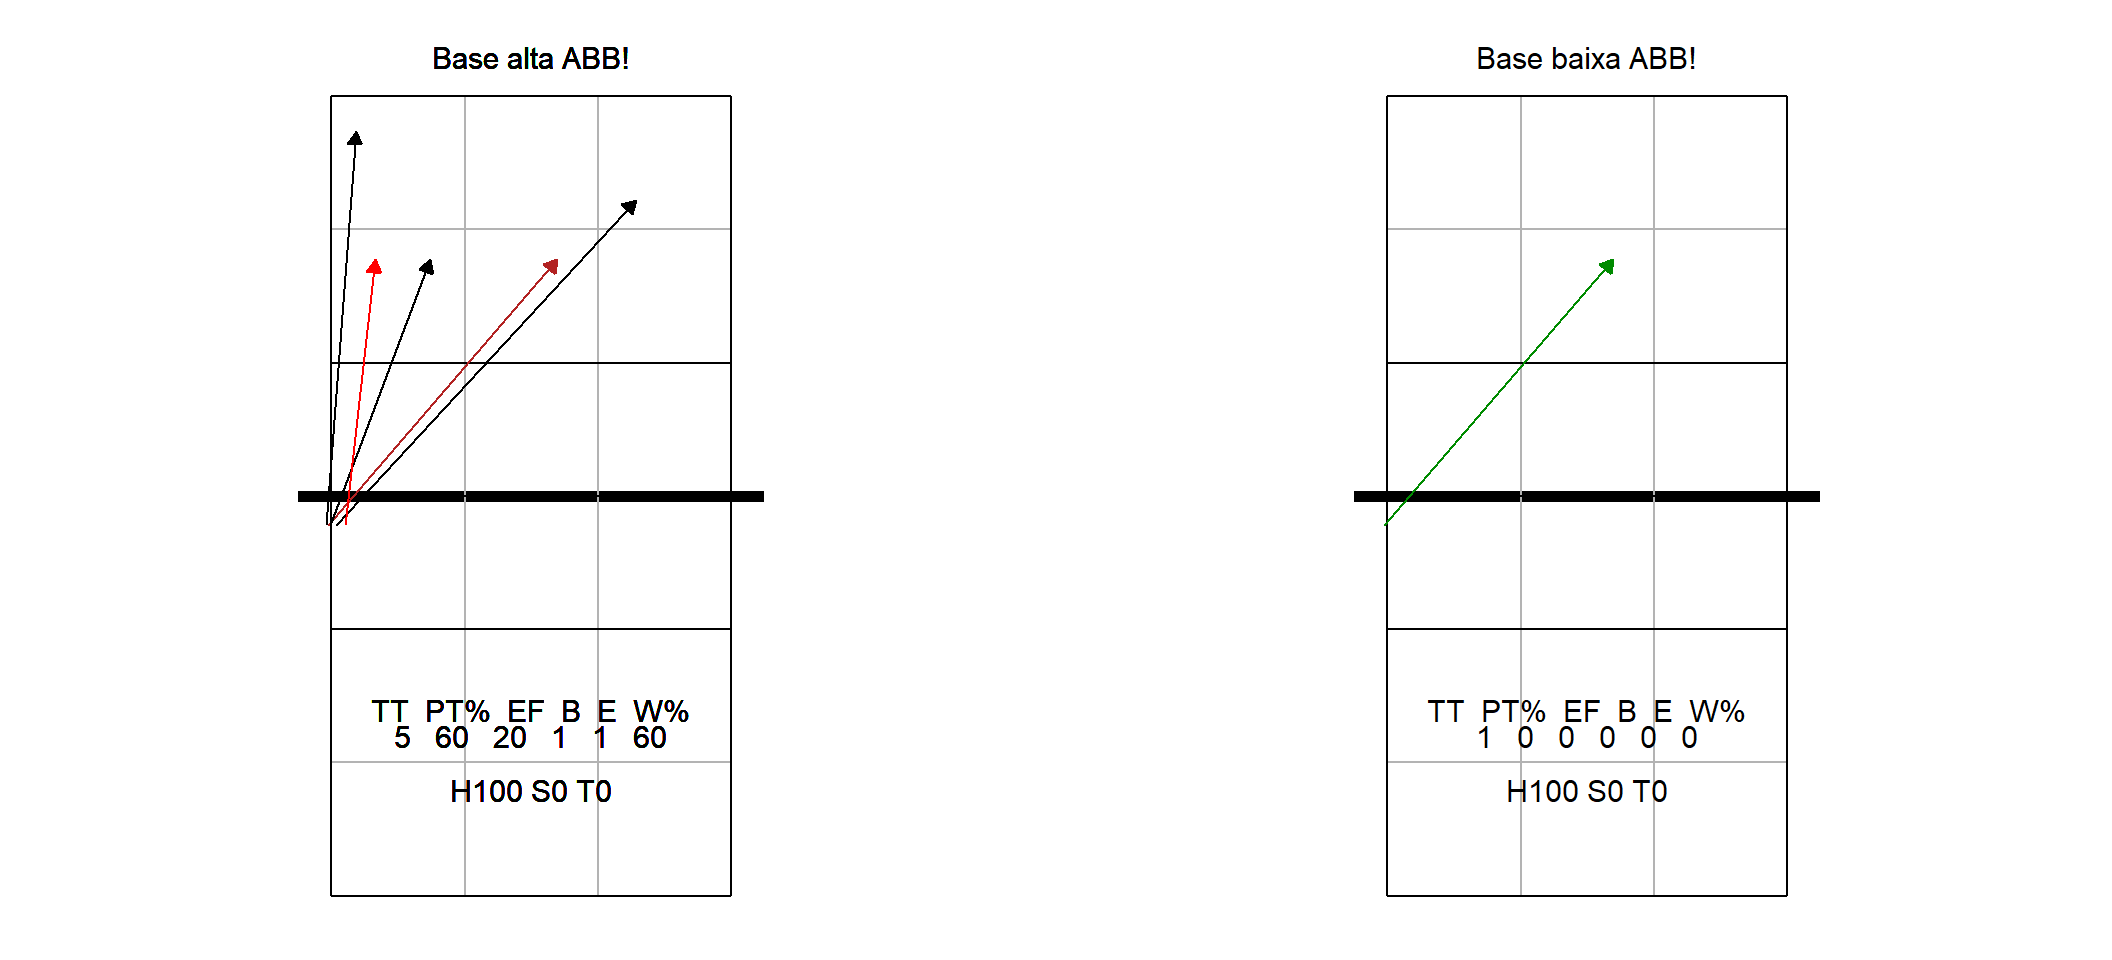 Base alta ABB!
TT PT% EF B E W%
5 60 20 1 1 60
H100 S0 T0
Base baixa ABB!
TT PT% EF B E W%
1 0 0 0 0 0
H100 S0 T0